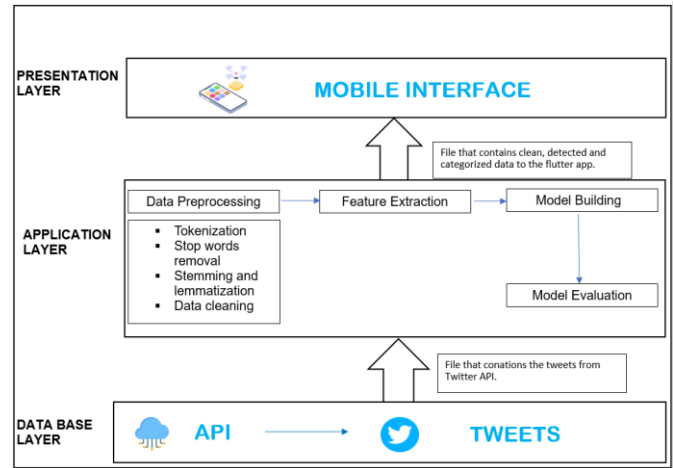 PRESENTATION
LAYER
MOBILE INTERFACE
File that contains clean, detected and
categorized data to the flutter app.
APPLICATION
LAYER
Data Preprocessing
Feature Extraction
Model Building
▪ Tokenization
▪ Stop words
removal
▪ Stemming and
lemmatization
▪ Data cleaning
Model Evaluation
File that conations the tweets from
Twitter API.
DATA BASE
LAYER
API
TWEETS